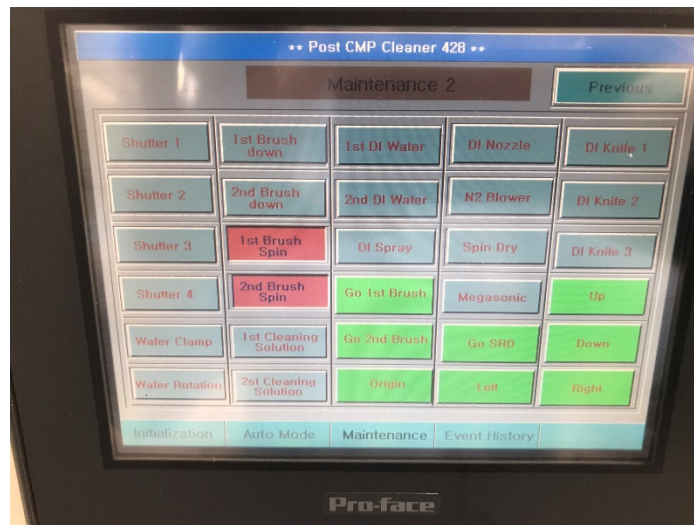 ** Post CMP Cleaner 428 **
Maintenance 2
Previous
Shutter 1
1st Brush
down
1st DI Water
DI Nozzle
DI Knife 1
Shutter 2
2nd Brush
down
2nd DI Water
N2 Blower
DI Knife 2
Shutter 3
1st Brush
Spin
DI Spray
Spin Dry
DI Knife 3
Shutter 4
2nd Brush
Spin
Go 1st Brush
Megasonic
Up
Wafer Clamp
1st Cleaning
Solution
Go 2nd Brush
Go SRD
Down
Wafer Rotation
2st Cleaning
Solution
Origin
Left
Right
Initialization
Auto Mode
Maintenance
Event History
Pro-face